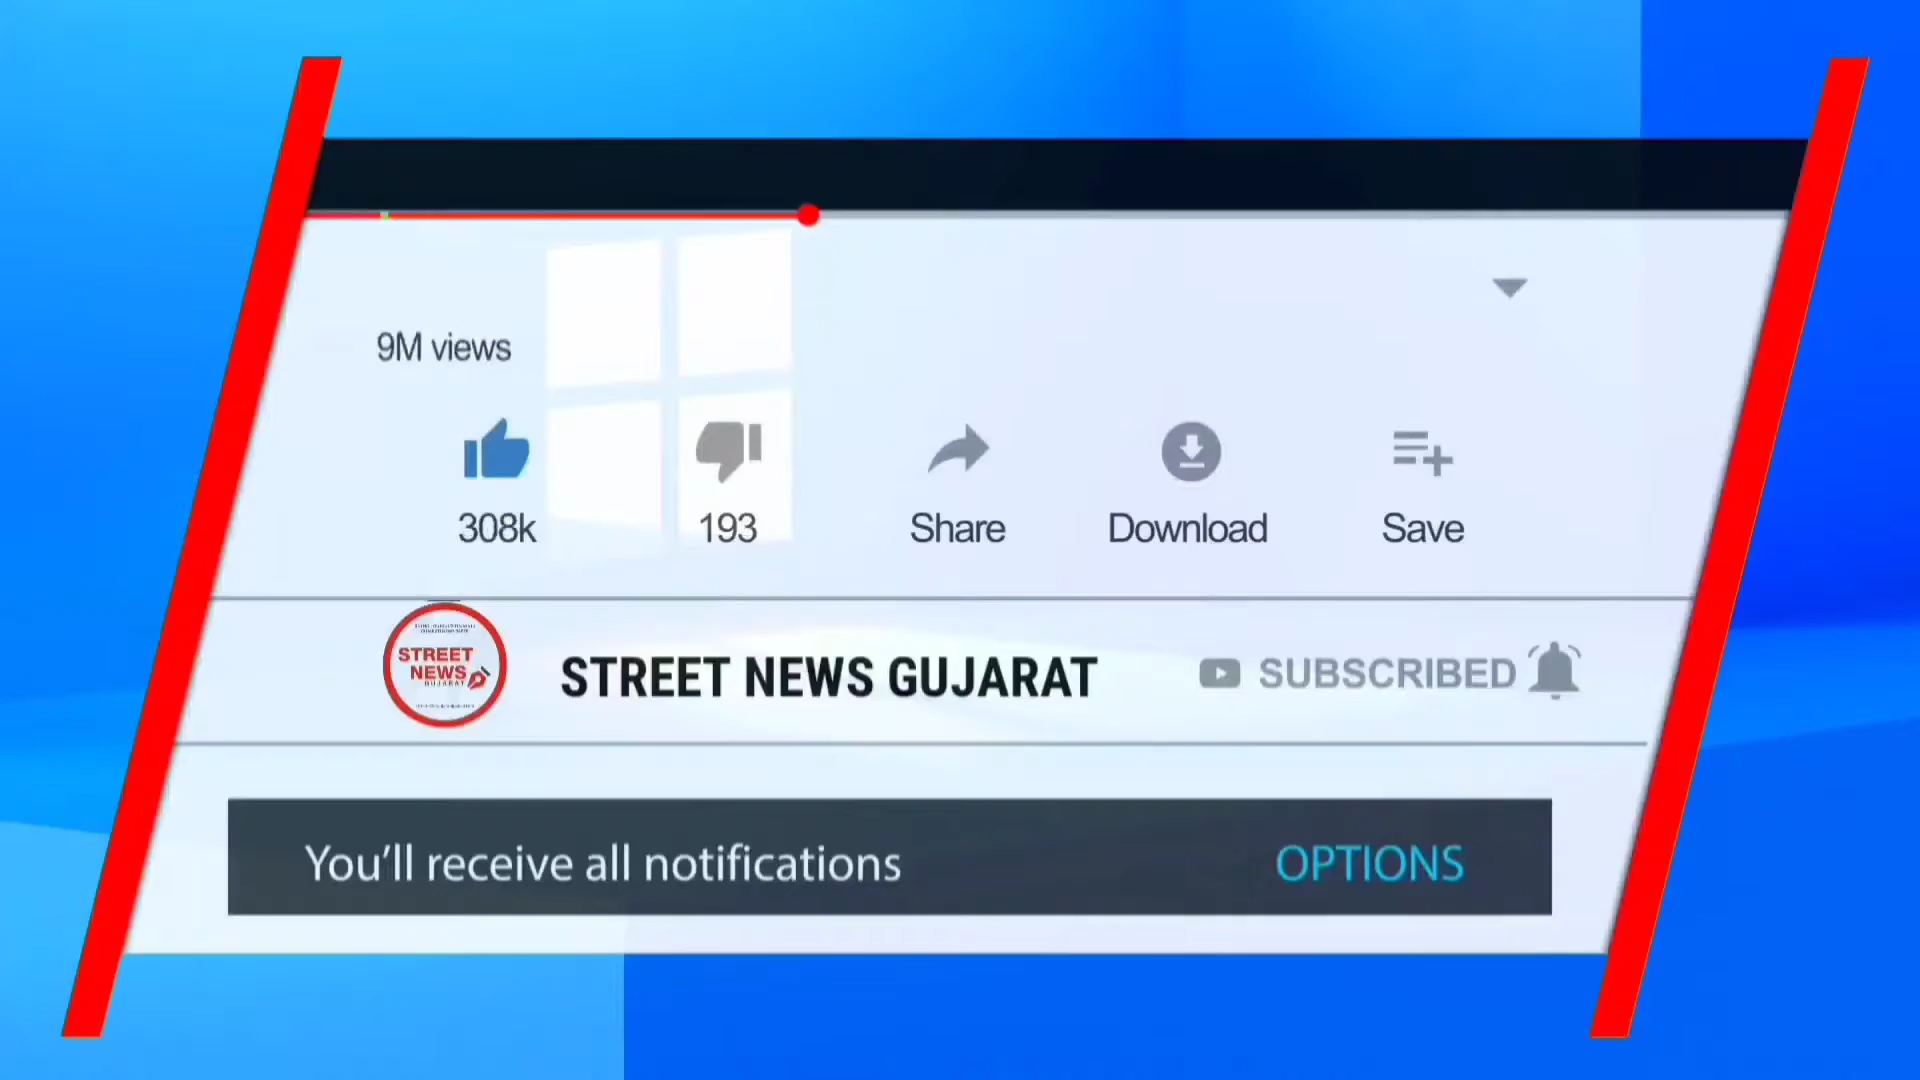 9M views
308k
193
Share
Download
Save
STREET
NEWS
GUJARAT
STREET NEWS GUJARAT
SUBSCRIBED
You'll receive all notifications
OPTIONS